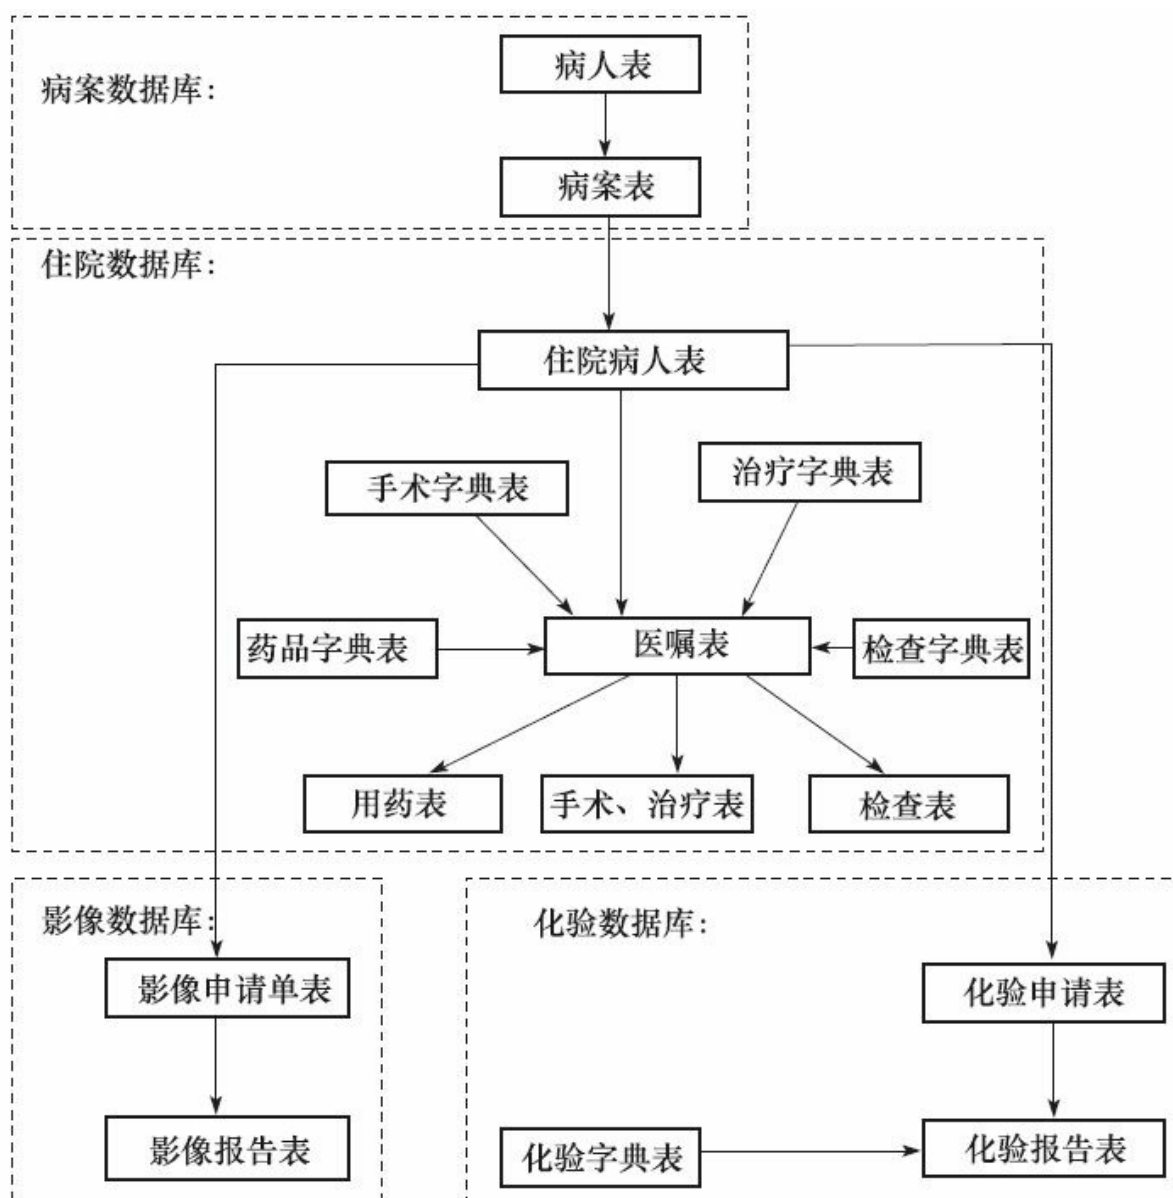 病人表
病案数据库:
病案表
住院数据库:
住院病人表
手术字典表
治疗字典表
药品字典表
医嘱表
检查字典表
用药表
手术、治疗表
检查表
影像数据库:
化验数据库:
影像申请单表
化验申请表
影像报告表
化验字典表
化验报告表